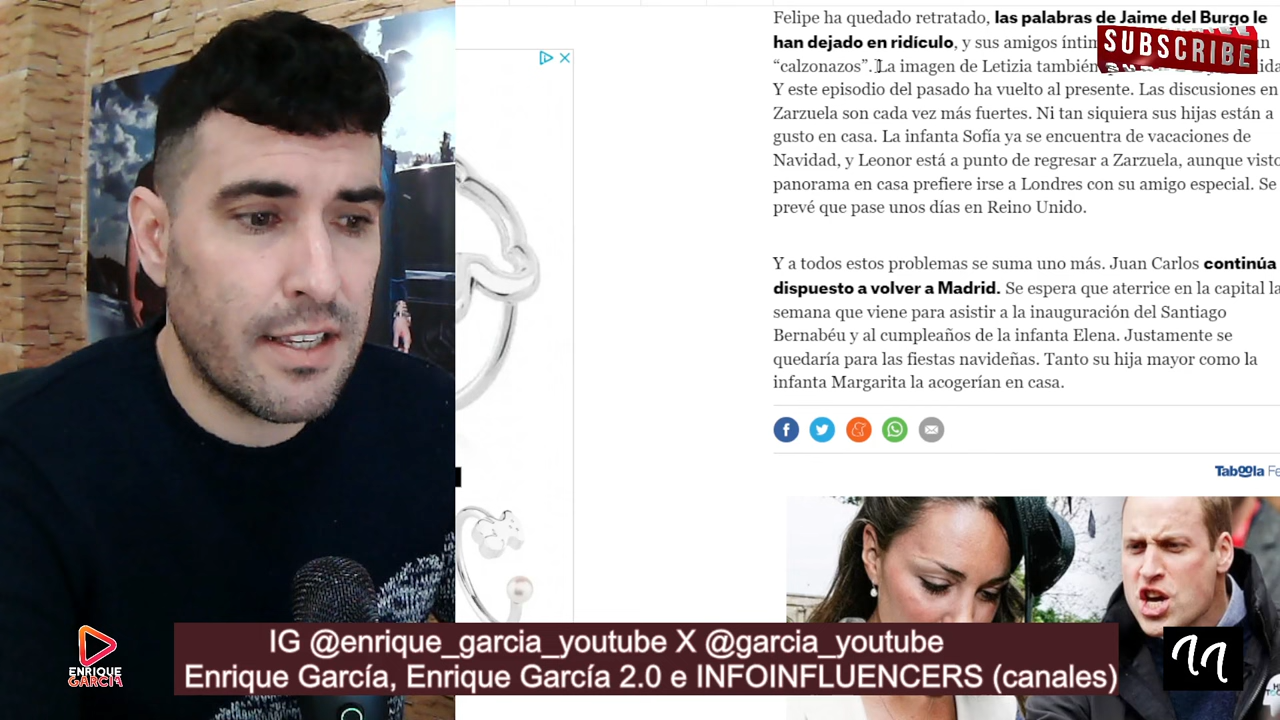 Felipe ha quedado retratado, las palabras de Jaime del Burgo le
han dejado en ridículo, y sus amigos
SUBSCRIBE
“calzonazos”. La imagen de Letizia también
Y este episodio del pasado ha vuelto al presente. Las discusiones en
Zarzuela son cada vez más fuertes. Ni tan siquiera sus hijas están a
gusto en casa. La infanta Sofía ya se encuentra de vacaciones de
Navidad, y Leonor está a punto de regresar a Zarzuela, aunque visto
panorama en casa prefiere irse a Londres con su amigo especial. Se
prevé que pase unos días en Reino Unido.
Y a todos estos problemas se suma uno más. Juan Carlos continúa
dispuesto a volver a Madrid. Se espera que aterrice en la capital la
semana que viene para asistir a la inauguración del Santiago
Bernabéu y al cumpleaños de la infanta Elena. Justamente se
quedaría para las fiestas navideñas. Tanto su hija mayor como la
infanta Margarita la acogerían en casa.
Taboola Fe
IG @enrique_garcia_youtube X @garcia_youtube
Enrique García, Enrique García 2.0 e INFOINFLUENCERS (canales)
ENRIQUE
GARCÍA